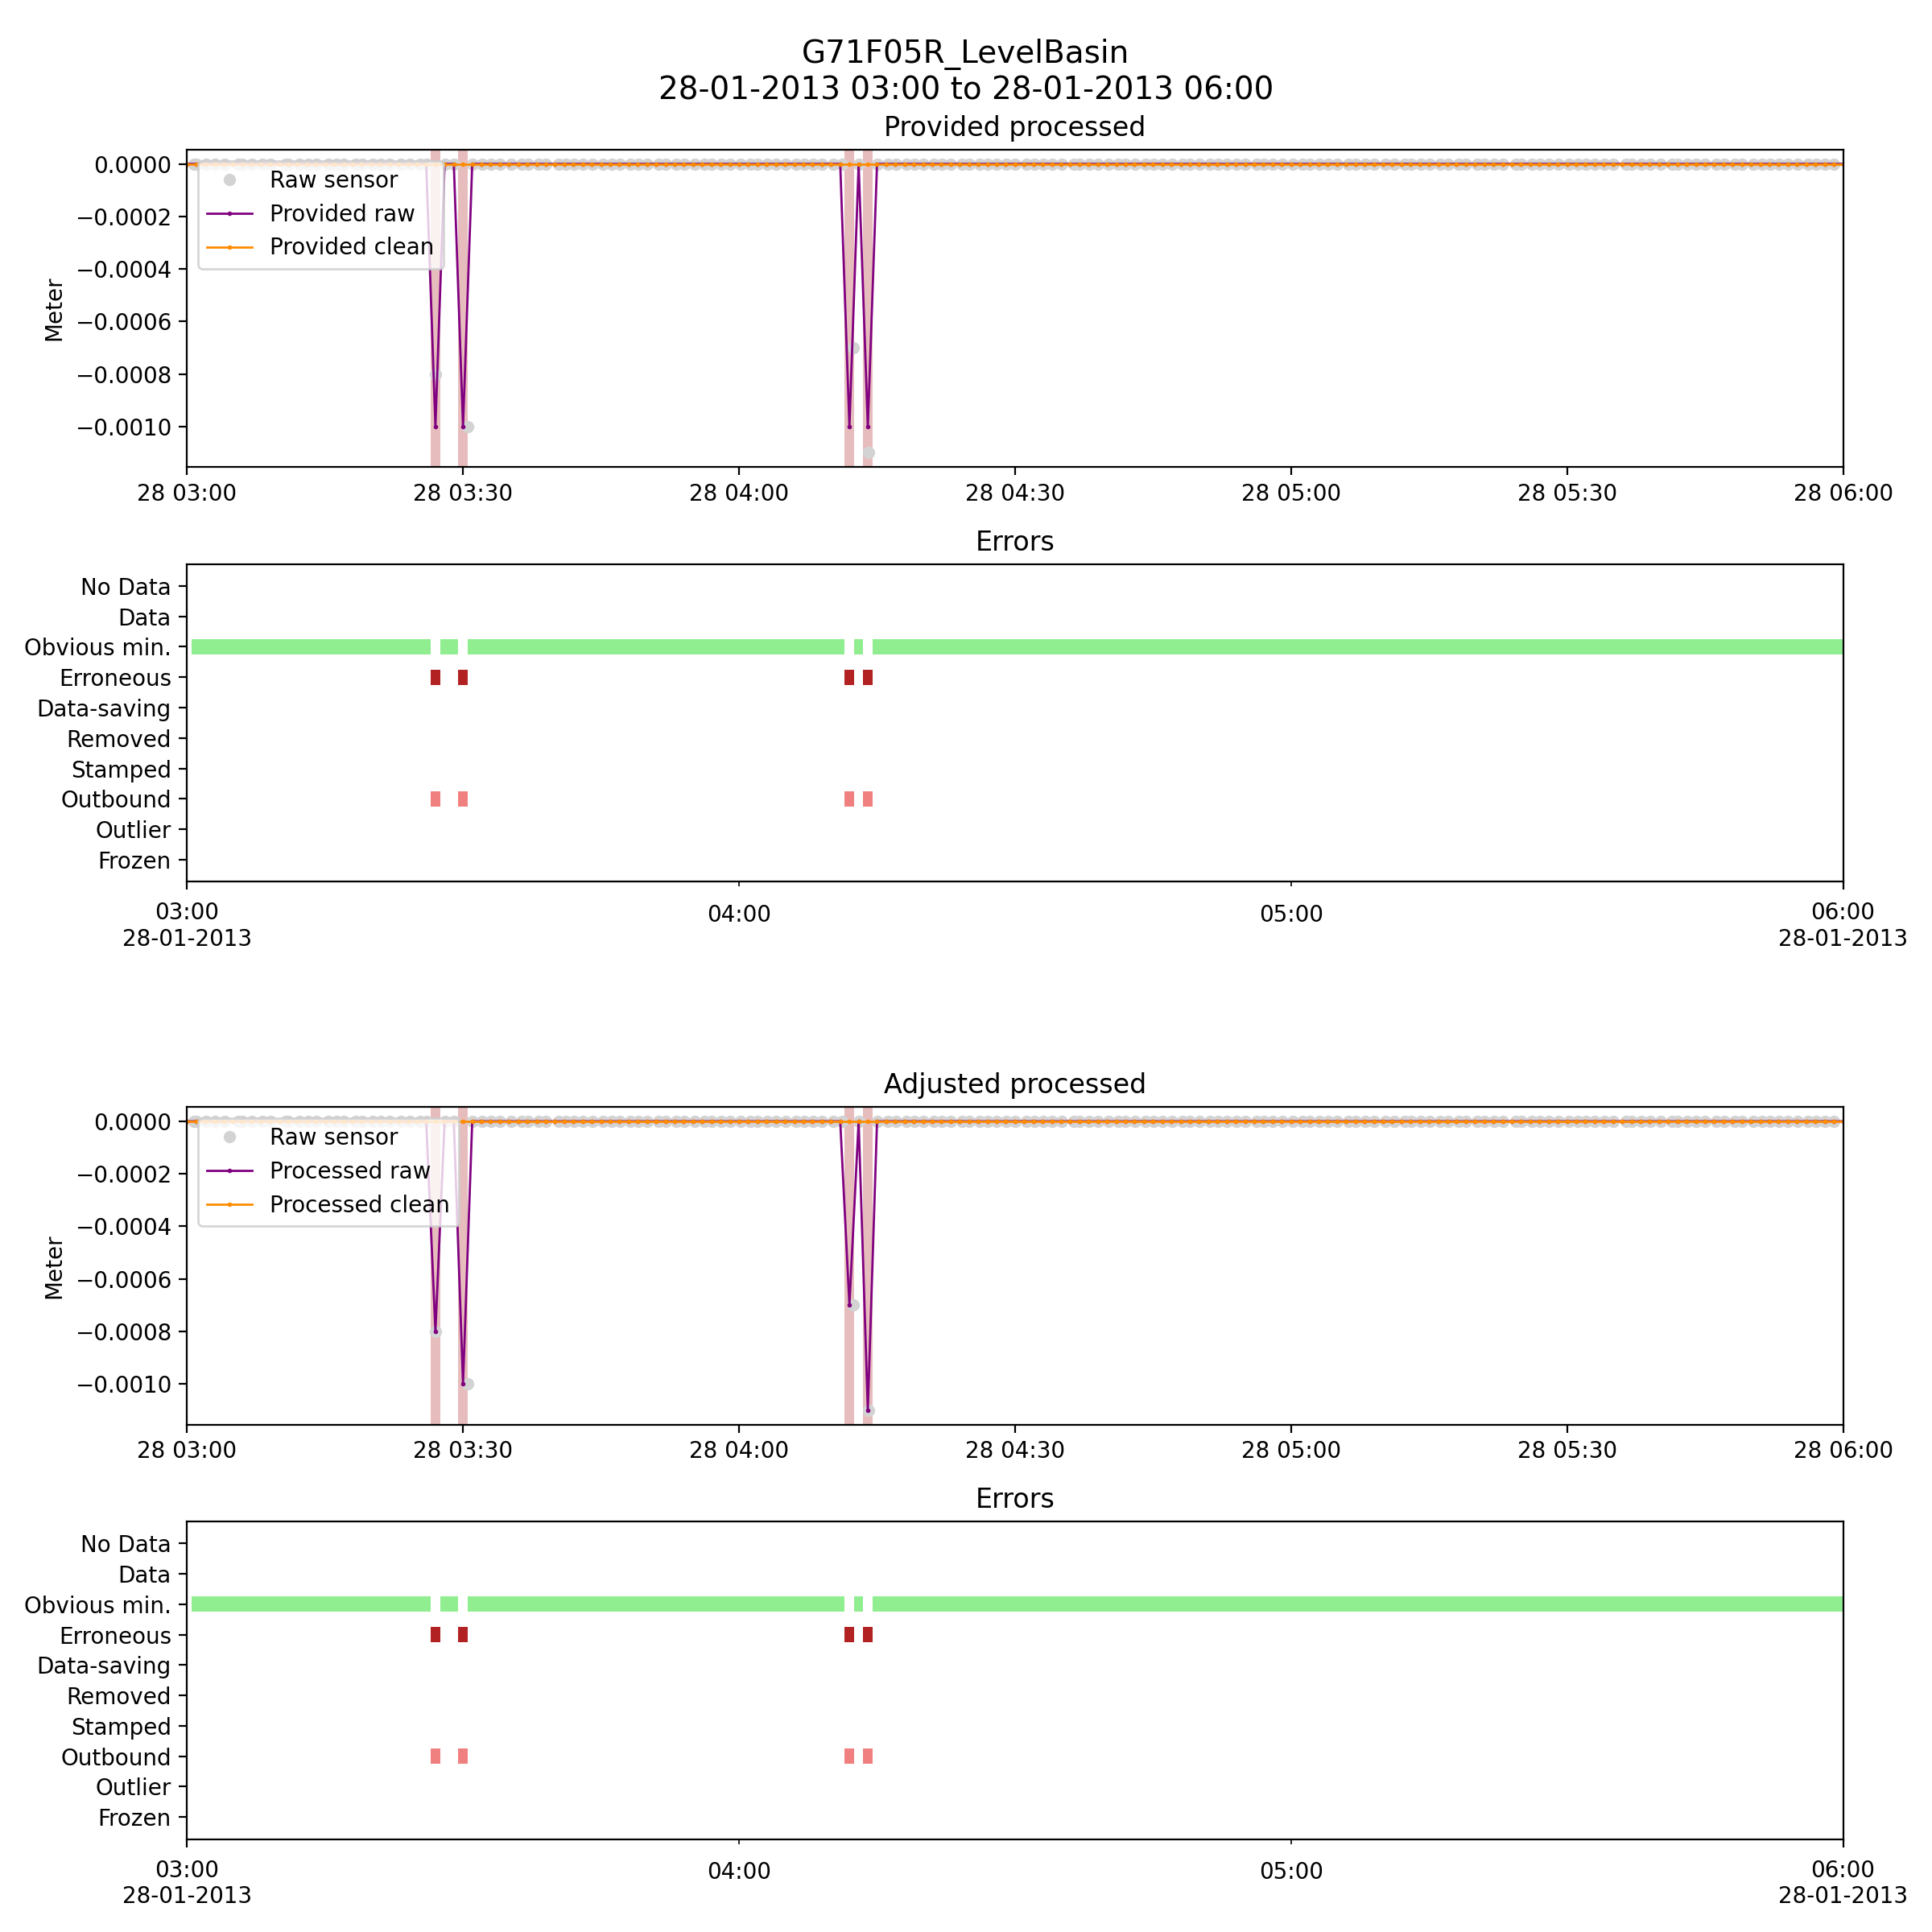 G71F05R_LevelBasin
28-01-2013 03:00 to 28-01-2013 06:00
Provided processed
Meter
0.0000
−0.0002
−0.0004
−0.0006
−0.0008
−0.0010
Raw sensor
Provided raw
Provided clean
28 03:00 28 03:30 28 04:00 28 04:30 28 05:00 28 05:30 28 06:00
Errors
No Data
Data
Obvious min.
Erroneous
Data-saving
Removed
Stamped
Outbound
Outlier
Frozen
03:00 04:00 05:00 06:00
28-01-2013 28-01-2013
Adjusted processed
Meter
0.0000
−0.0002
−0.0004
−0.0006
−0.0008
−0.0010
Raw sensor
Processed raw
Processed clean
28 03:00 28 03:30 28 04:00 28 04:30 28 05:00 28 05:30 28 06:00
Errors
No Data
Data
Obvious min.
Erroneous
Data-saving
Removed
Stamped
Outbound
Outlier
Frozen
03:00 04:00 05:00 06:00
28-01-2013 28-01-2013